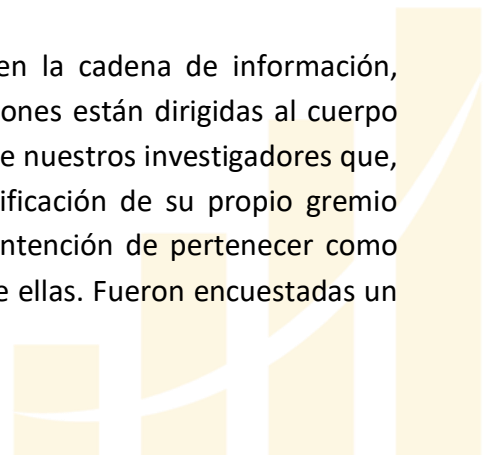 en la cadena de información,
ones están dirigidas al cuerpo
e nuestros investigadores que,
ificación de su propio gremio
ntención de pertenecer como
e ellas. Fueron encuestadas un